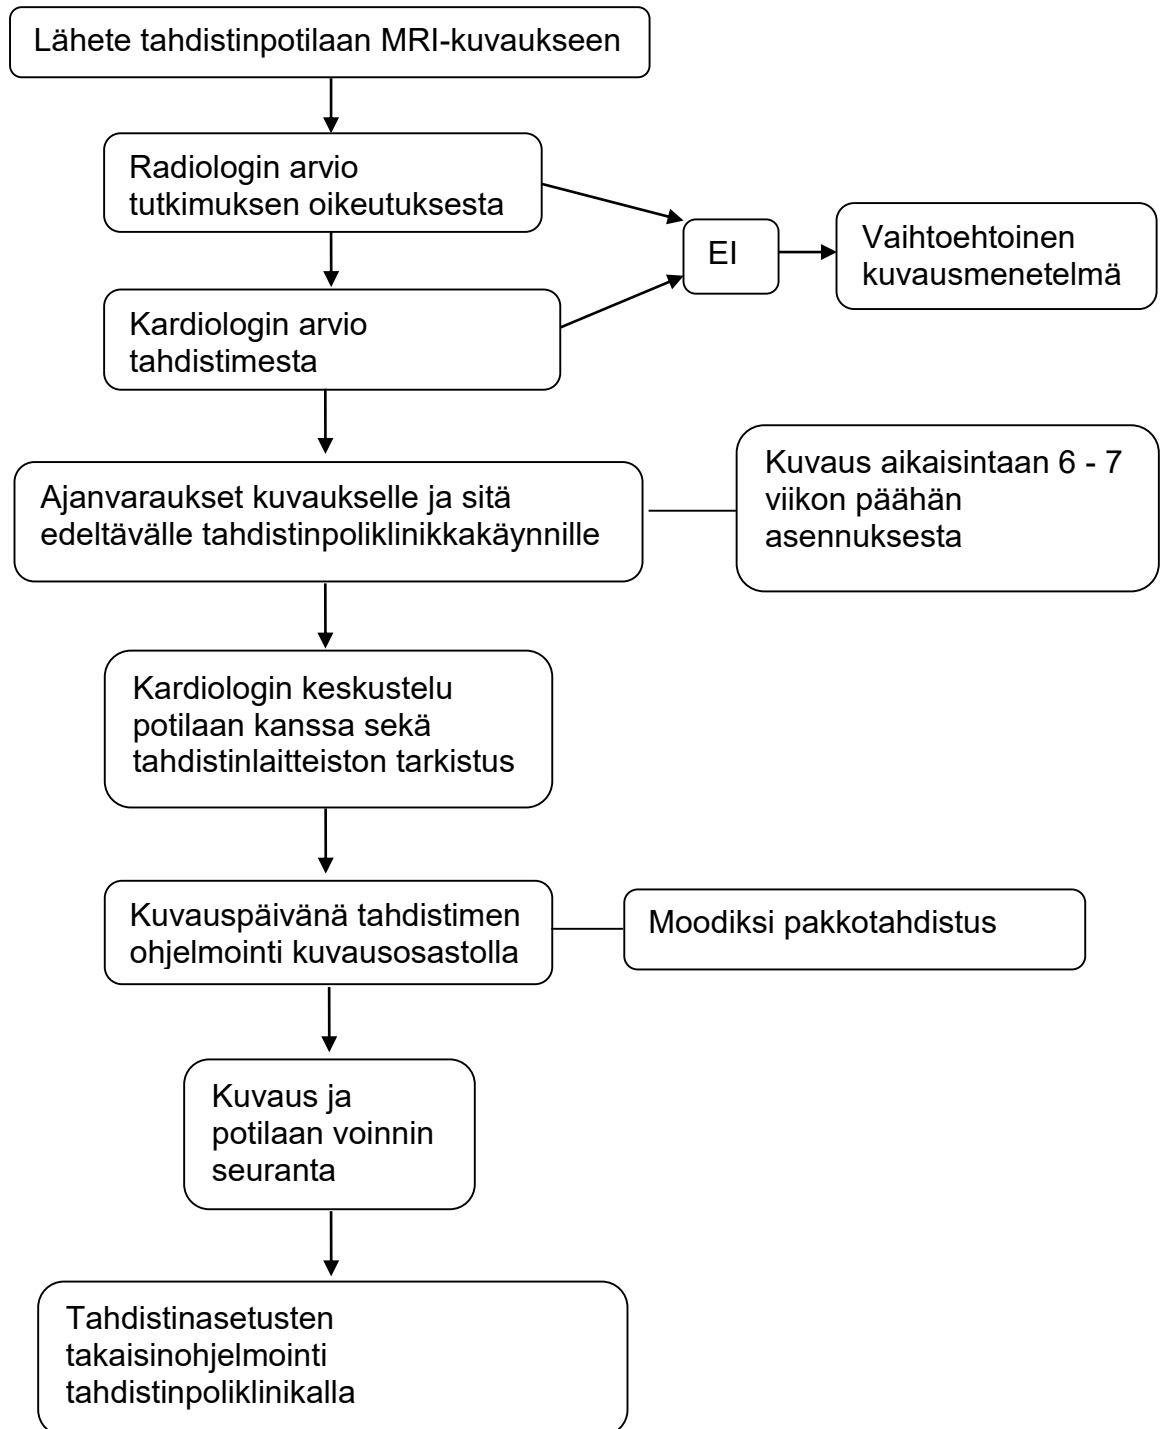 Lähete tahdistinpotilaan MRI-kuvaukseen
Radiologin arvio
tutkimuksen oikeutuksesta
EI
Vaihtoehtoinen
kuvausmenetelmä
Kardiologin arvio
tahdistimesta
Ajanvaraukset kuvaukselle ja sitä
edeltävälle tahdistinpoliklinikkakäynnille
Kuvaus aikaisintaan 6 - 7
viikon päähän
asennuksesta
Kardiologin keskustelu
potilaan kanssa sekä
tahdistinlaitteiston tarkistus
Kuvauspäivänä tahdistimen
ohjelmointi kuvausosastolla
Moodiksi pakkotahdistus
Kuvaus ja
potilaan voinnin
seuranta
Tahdistinasetusten
takaisinohjelmointi
tahdistinpoliklinikalla